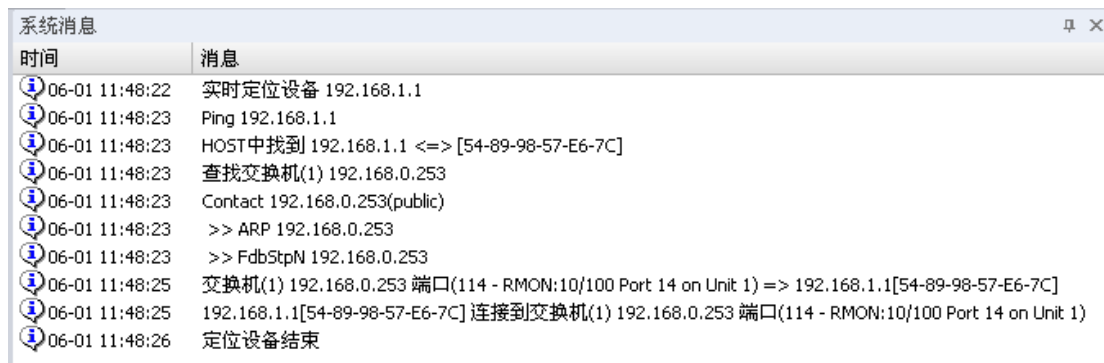 系统消息
时间 消息
06-01 11:48:22 实时定位设备 192.168.1.1
06-01 11:48:23 Ping 192.168.1.1
06-01 11:48:23 HOST中找到 192.168.1.1 <=> [54-89-98-57-E6-7C]
06-01 11:48:23 查找交换机(1) 192.168.0.253
06-01 11:48:23 Contact 192.168.0.253(public)
06-01 11:48:23 >> ARP 192.168.0.253
06-01 11:48:23 >> FdbStpN 192.168.0.253
06-01 11:48:25 交换机(1) 192.168.0.253 端口(114 - RMON:10/100 Port 14 on Unit 1) => 192.168.1.1[54-89-98-57-E6-7C]
06-01 11:48:25 192.168.1.1[54-89-98-57-E6-7C] 连接到交换机(1) 192.168.0.253 端口(114 - RMON:10/100 Port 14 on Unit 1)
06-01 11:48:26 定位设备结束